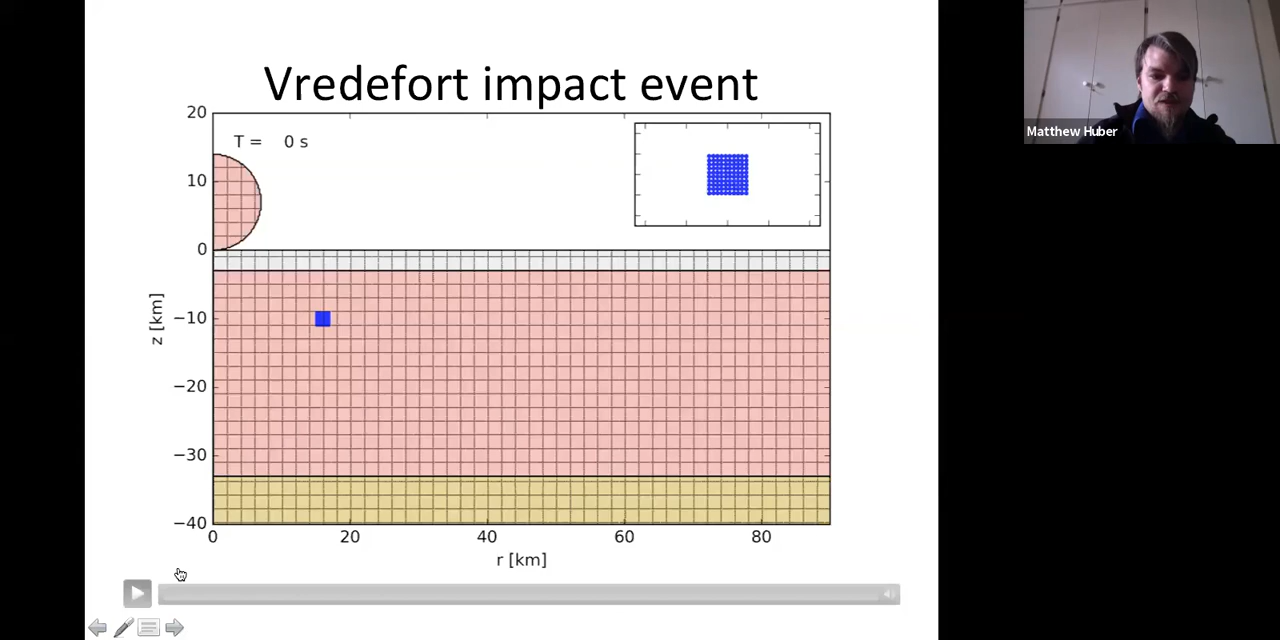 Vredefort impact event
20
T = 0 s
10
0
−10
−20
−30
−40
z [km]
0 20 40 60 80
r [km]
Matthew Huber